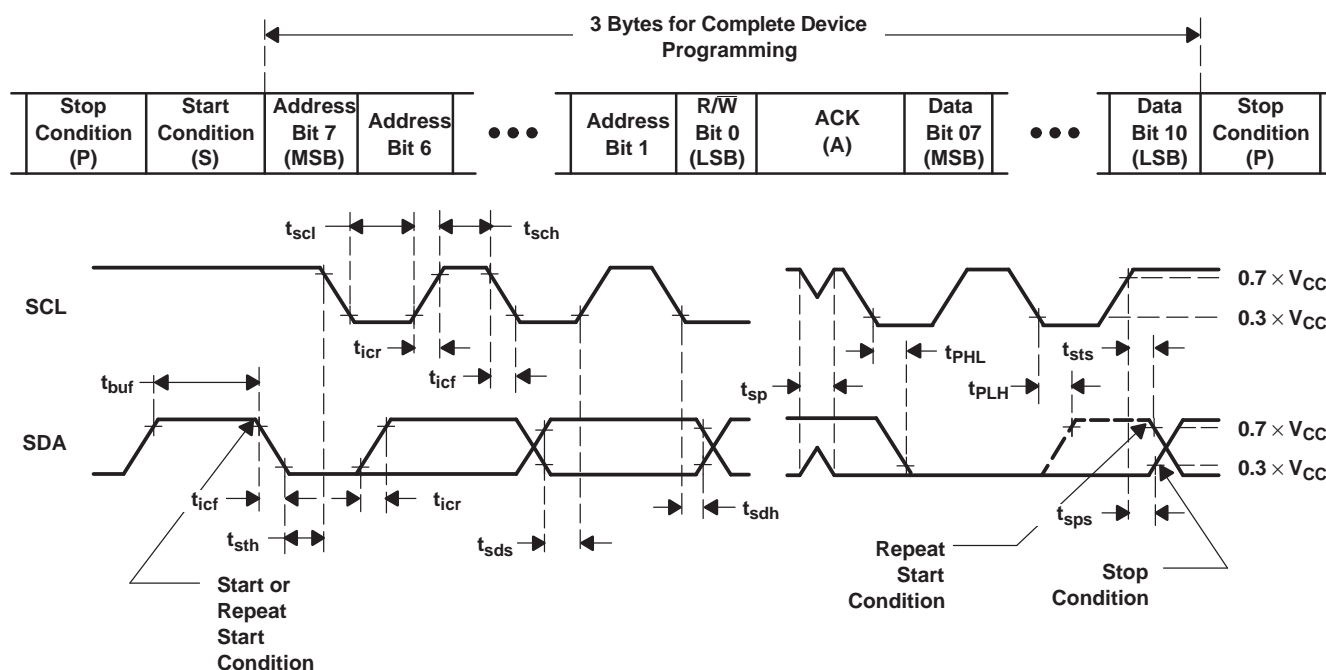 3 Bytes for Complete Device
Programming
Stop
Condition
(P)
Start
Condition
(S)
Address
Bit 7
(MSB)
Address
Bit 6
•••
Address
Bit 1
R/W̅
Bit 0
(LSB)
ACK
(A)
Data
Bit 07
(MSB)
•••
Data
Bit 10
(LSB)
Stop
Condition
(P)
tscl
tsch
SCL
0.7 × VCC
0.3 × VCC
ticr
ticf
tbuf
tsp
tPHL
tPLH
tsts
SDA
0.7 × VCC
0.3 × VCC
ticf
ticr
tsth
tsds
tsdh
tsps
Start or
Repeat
Start
Condition
Repeat
Start
Condition
Stop
Condition